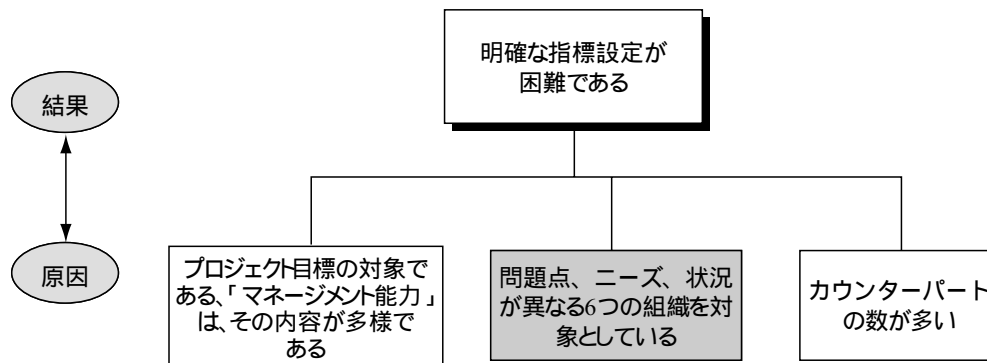 明確な指標設定が
困難である
結果
原因
プロジェクト目標の対象で
ある、「マネージメント能力」
は、その内容が多様で
ある
問題点、ニーズ、状況
が異なる6つの組織を対
象としている
カウンターパート
の数が多い